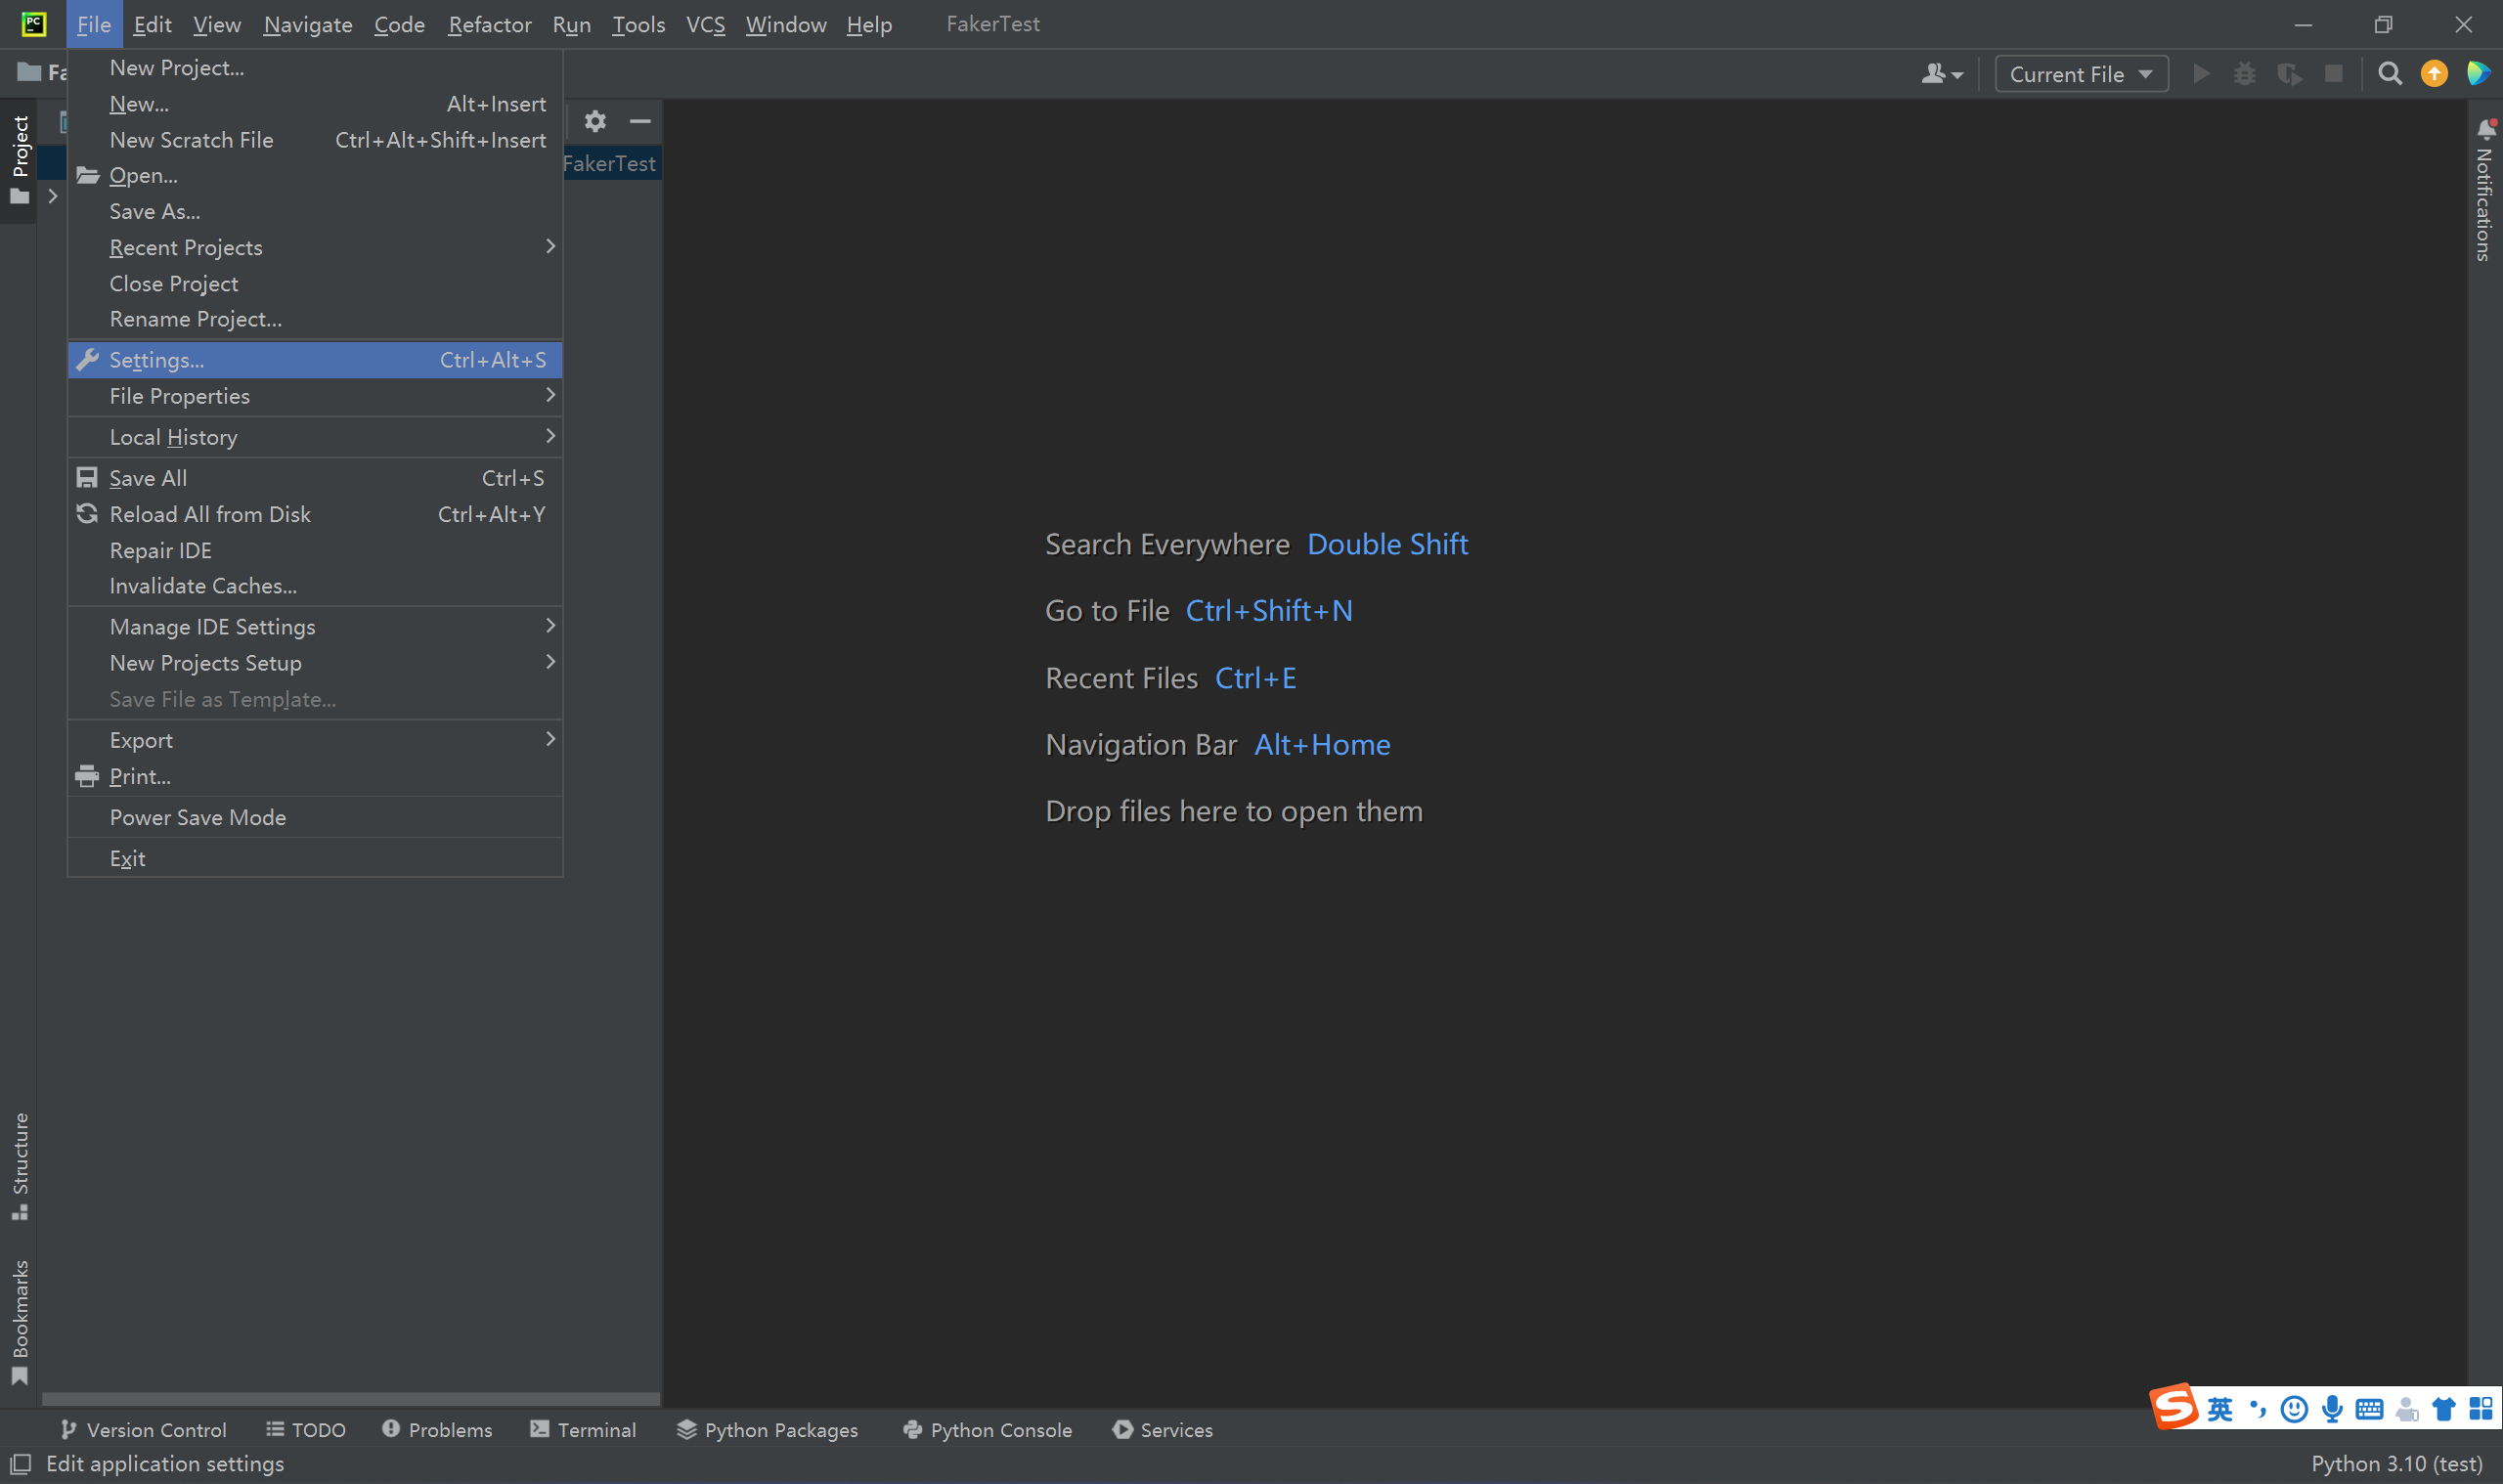 PC File Edit View Navigate Code Refactor Run Tools VCS Window Help FakerTest
Current File
New Project...
New... Alt+Insert
New Scratch File Ctrl+Alt+Shift+Insert
Open...
Save As...
Recent Projects
Close Project
Rename Project...
Settings... Ctrl+Alt+S
File Properties
Local History
Save All Ctrl+S
Reload All from Disk Ctrl+Alt+Y
Repair IDE
Invalidate Caches...
Manage IDE Settings
New Projects Setup
Save File as Template...
Export
Print...
Power Save Mode
Exit
FakerTest
Project
Structure
Bookmarks
Search Everywhere Double Shift
Go to File Ctrl+Shift+N
Recent Files Ctrl+E
Navigation Bar Alt+Home
Drop files here to open them
Notifications
S 英
Version Control TODO Problems Terminal Python Packages Python Console Services
Edit application settings Python 3.10 (test)